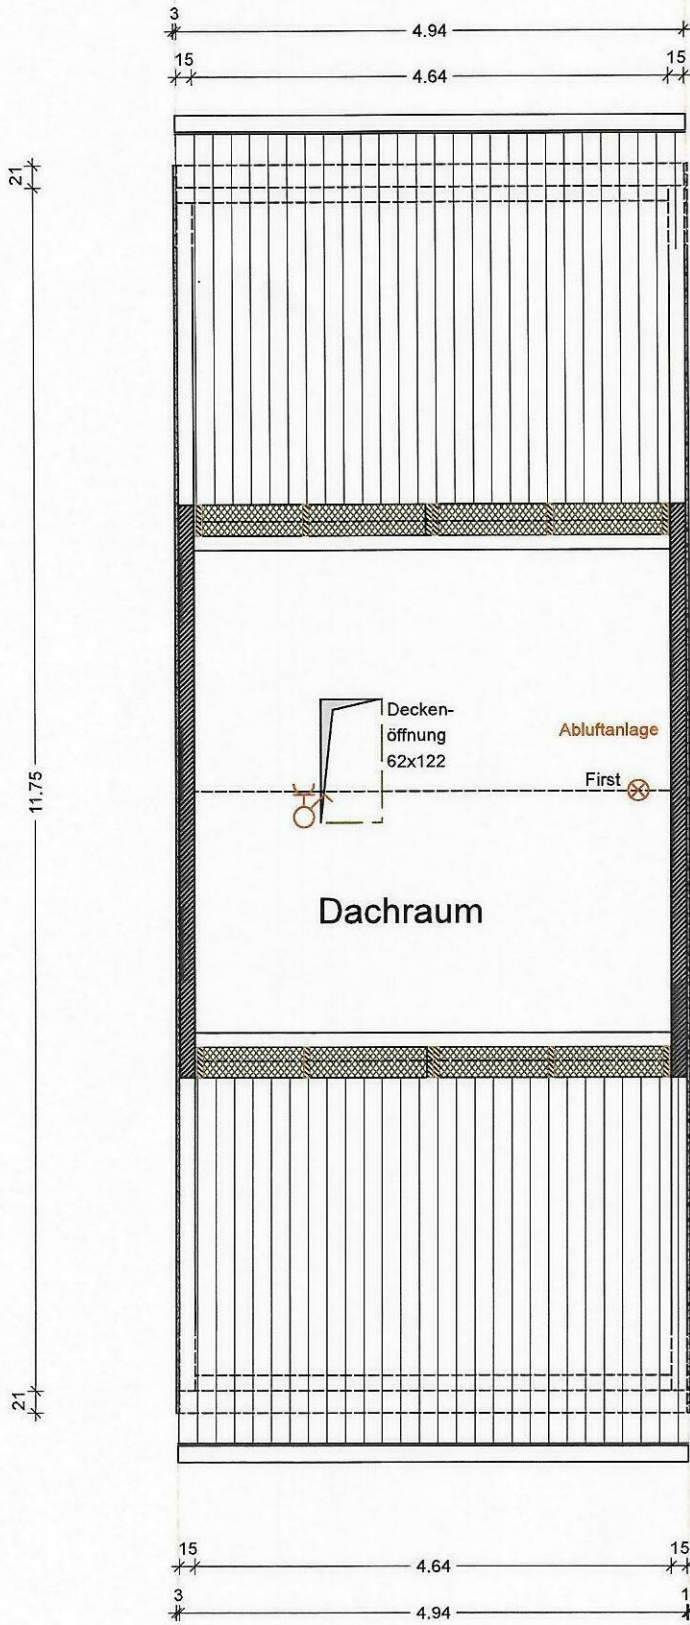 3
4.94
15
4.64
15
21
11.75
Decken-
öffnung
62x122
Abluftanlage
First
Dachraum
21
15
4.64
15
3
4.94
1